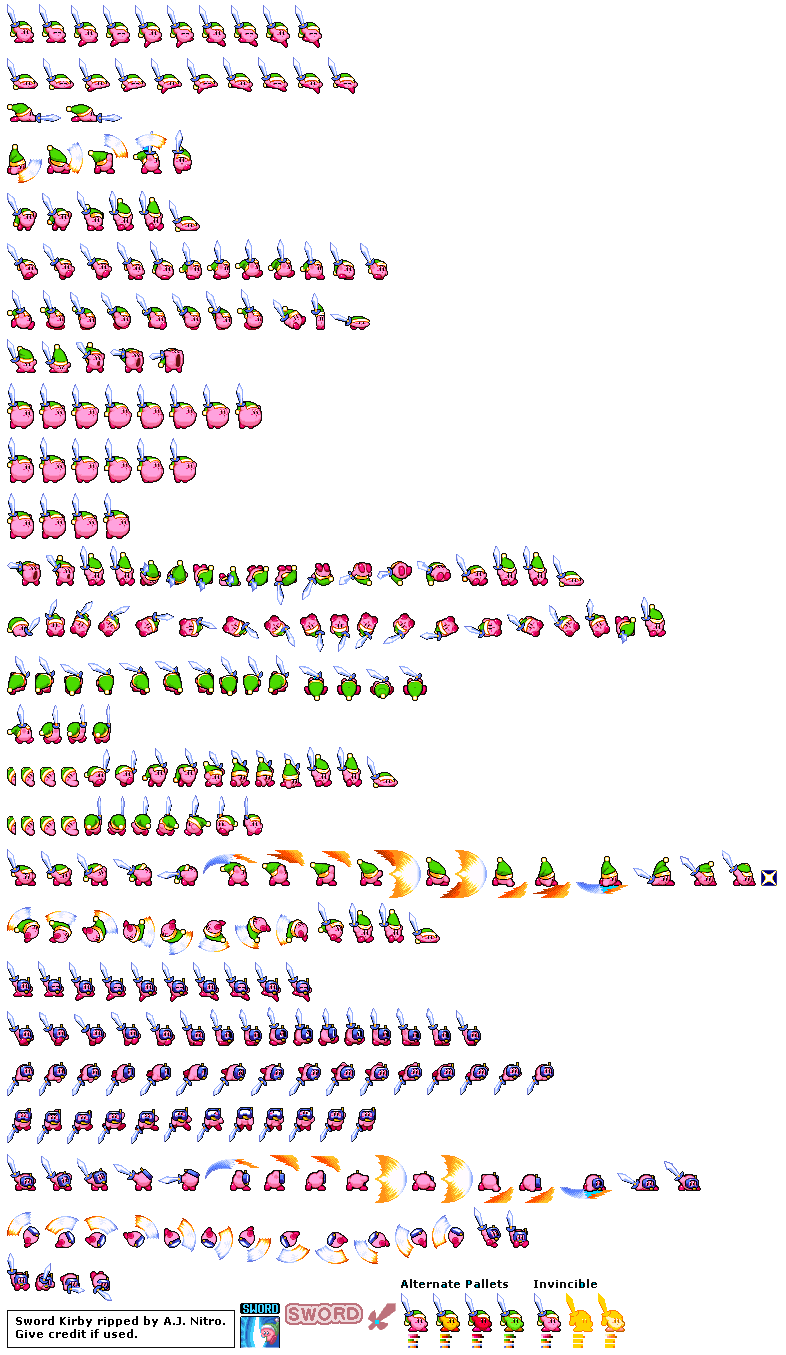 Alternate Pallets Invincible
SWORD
SWORD
Sword Kirby ripped by A.J. Nitro.
Give credit if used.